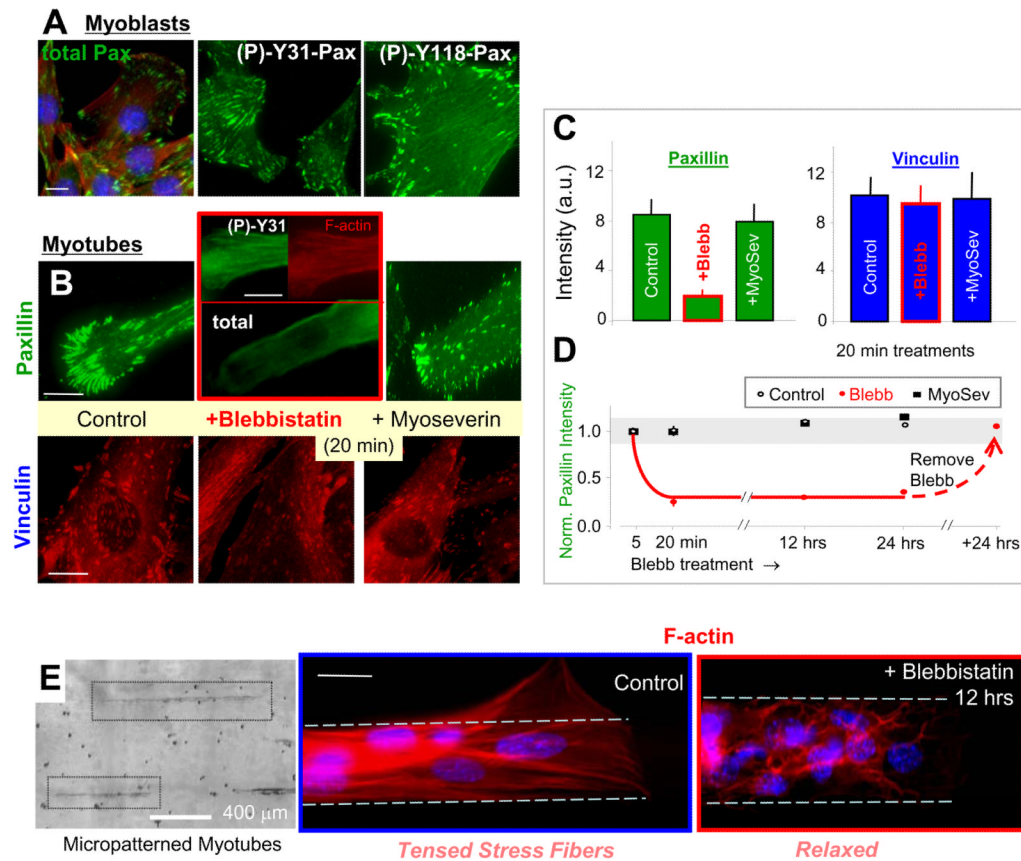 A Myoblasts
total Pax
(P)-Y31-Pax
(P)-Y118-Pax
Myotubes
B
Paxillin
(P)-Y31
F-actin
total
Control
+Blebbistatin
+ Myoseverin
(20 min)
Vinculin
C
Paxillin
Vinculin
Intensity (a.u.)
12
8
4
0
Control
+Blebb
+MyoSev
12
8
4
0
Control
+Blebb
+MyoSev
20 min treatments
D
Control
Blebb
MyoSev
Norm. Paxillin Intensity
1.0
0.5
0.0
Remove
Blebb
5
20 min
12 hrs
24 hrs
+24 hrs
Blebb treatment →
F-actin
E
400 μm
Micropatterned Myotubes
Control
Tensed Stress Fibers
+ Blebbistatin
12 hrs
Relaxed